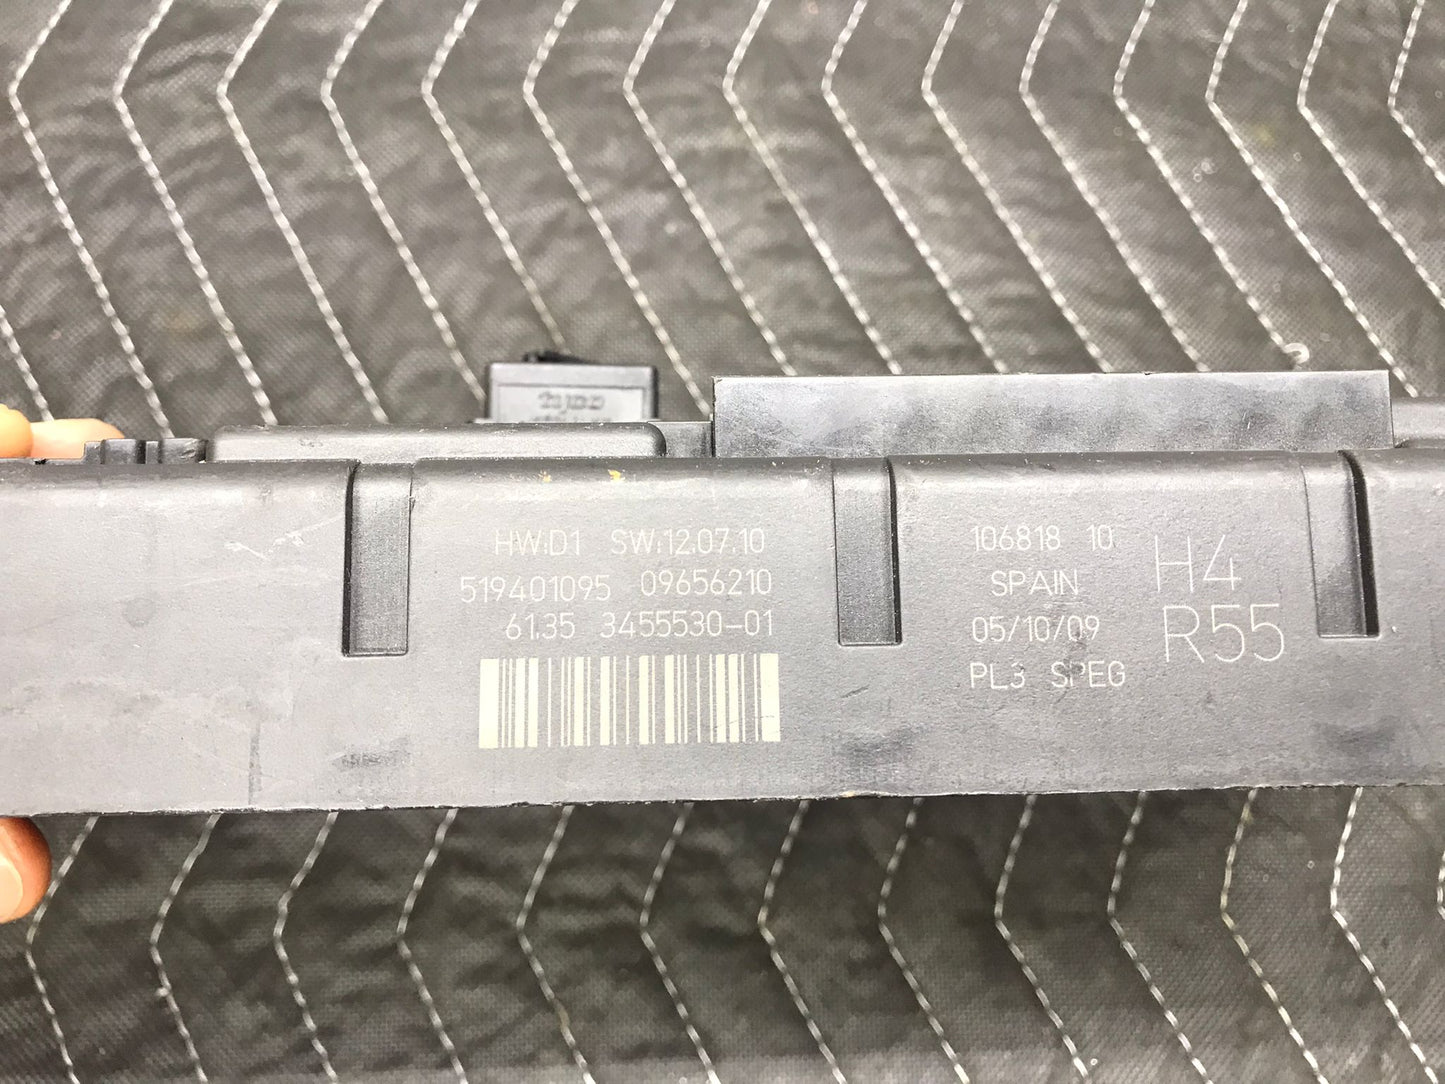 tyco
HW:D1 SW:12.07.10
519401095 09656210
61.35 3455530-01
106818 10
SPAIN
05/10/09
PL3 SPEG
H4
R55